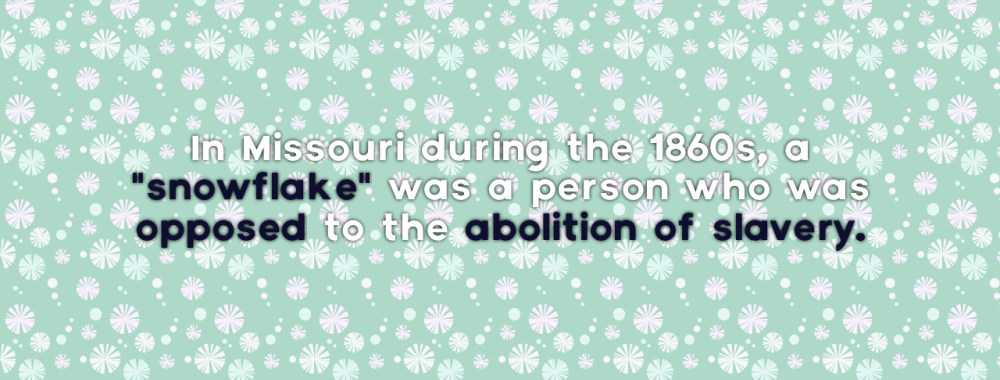 In Missouri during the 1860s, a
"snowflake" was a person who was
opposed to the abolition of slavery.